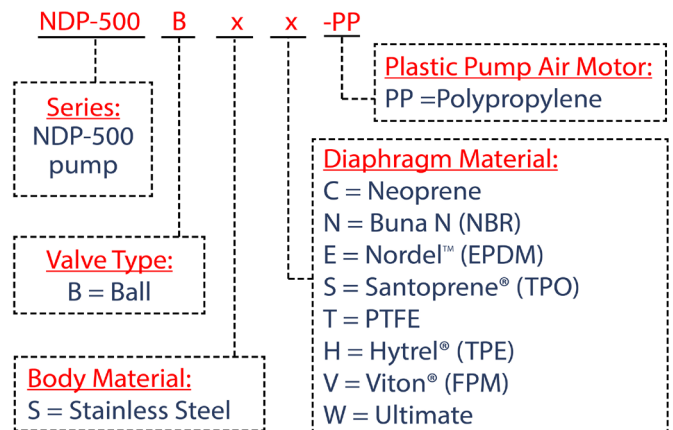 NDP-500 B x x -PP
Plastic Pump Air Motor:
PP =Polypropylene
Series:
NDP-500
pump
Diaphragm Material:
C = Neoprene
N = Buna N (NBR)
E = Nordel™ (EPDM)
S = Santoprene® (TPO)
T = PTFE
H = Hytrel® (TPE)
V = Viton® (FPM)
W = Ultimate
Valve Type:
B = Ball
Body Material:
S = Stainless Steel